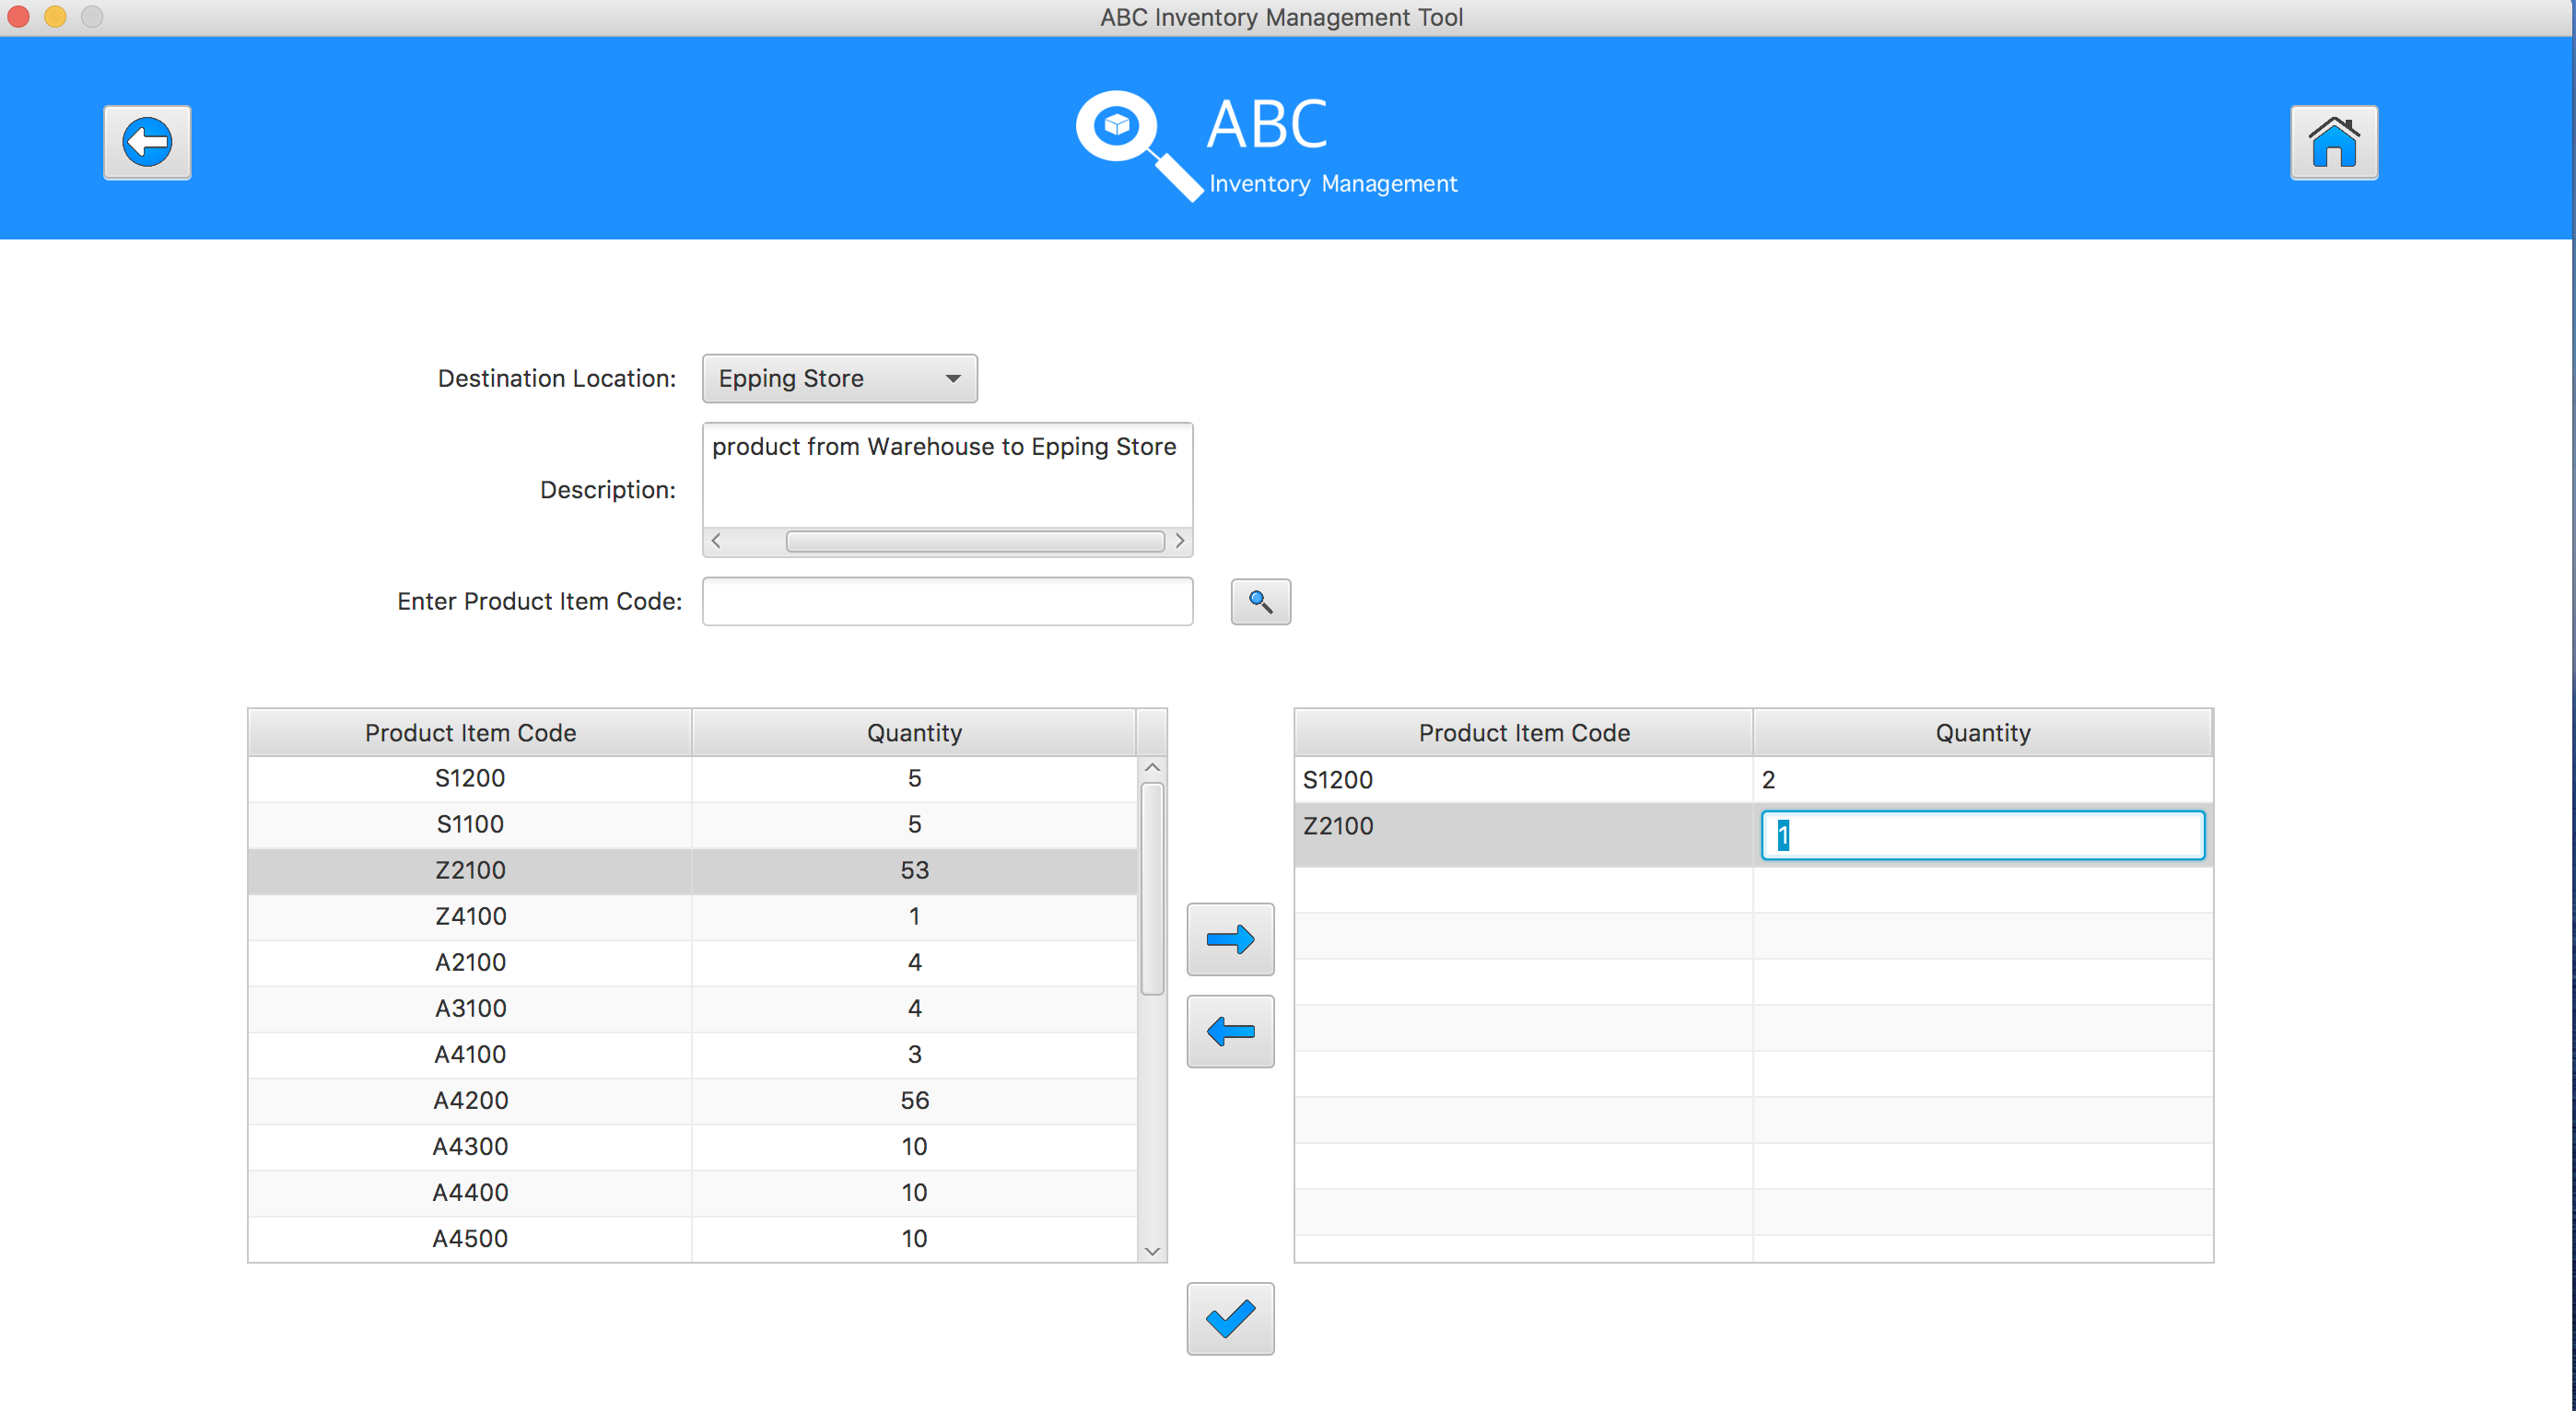 ABC Inventory Management Tool
ABC
Inventory Management
Destination Location: Epping Store
Description: product from Warehouse to Epping Store
Enter Product Item Code:
Product Item Code Quantity
S1200 5
S1100 5
Z2100 53
Z4100 1
A2100 4
A3100 4
A4100 3
A4200 56
A4300 10
A4400 10
A4500 10
Product Item Code Quantity
S1200 2
Z2100 1